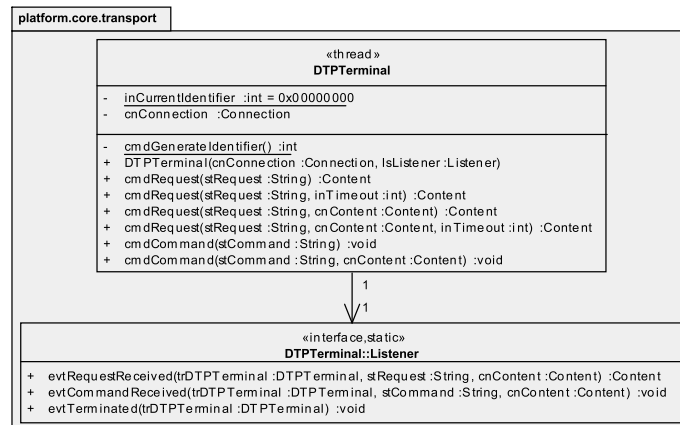 platform.core.transport
«thread»
DTPTerminal
- inCurrentIdentifier :int = 0x00000000
- cnConnection :Connection
- cmdGenerateIdentifier() :int
+ DTPTerminal(cnConnection :Connection, lsListener :Listener)
+ cmdRequest(stRequest :String) :Content
+ cmdRequest(stRequest :String, inTimeout :int) :Content
+ cmdRequest(stRequest :String, cnContent :Content) :Content
+ cmdRequest(stRequest :String, cnContent :Content, inTimeout :int) :Content
+ cmdCommand(stCommand :String) :void
+ cmdCommand(stCommand :String, cnContent :Content) :void
1
1
«interface,static»
DTPTerminal::Listener
+ evtRequestReceived(trDTPTerminal :DTPTerminal, stRequest :String, cnContent :Content) :Content
+ evtCommandReceived(trDTPTerminal :DTPTerminal, stCommand :String, cnContent :Content) :void
+ evtTerminated(trDTPTerminal :DTPTerminal) :void